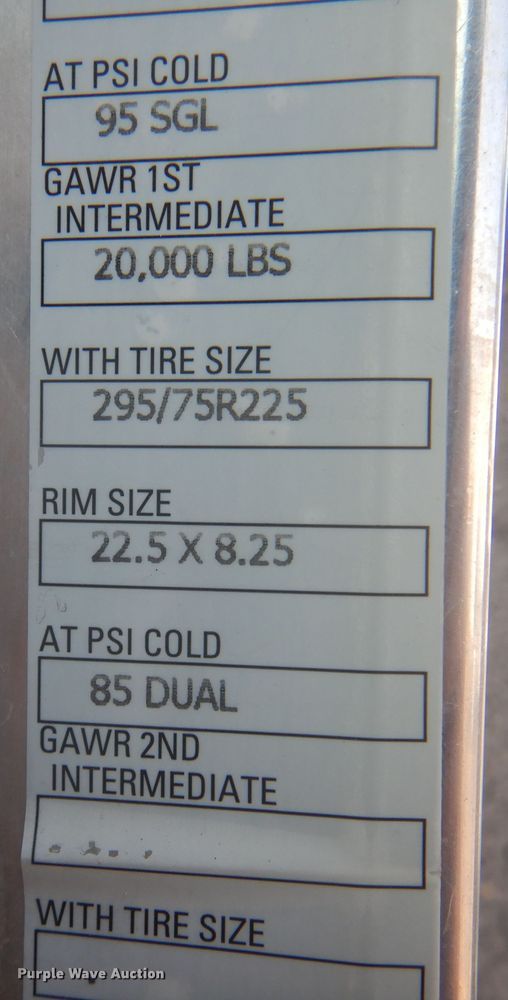 AT PSI COLD
95 SGL
GAWR 1ST
INTERMEDIATE
20,000 LBS
WITH TIRE SIZE
295/75R225
RIM SIZE
22.5 X 8.25
AT PSI COLD
85 DUAL
GAWR 2ND
INTERMEDIATE
WITH TIRE SIZE
Purple Wave Auction